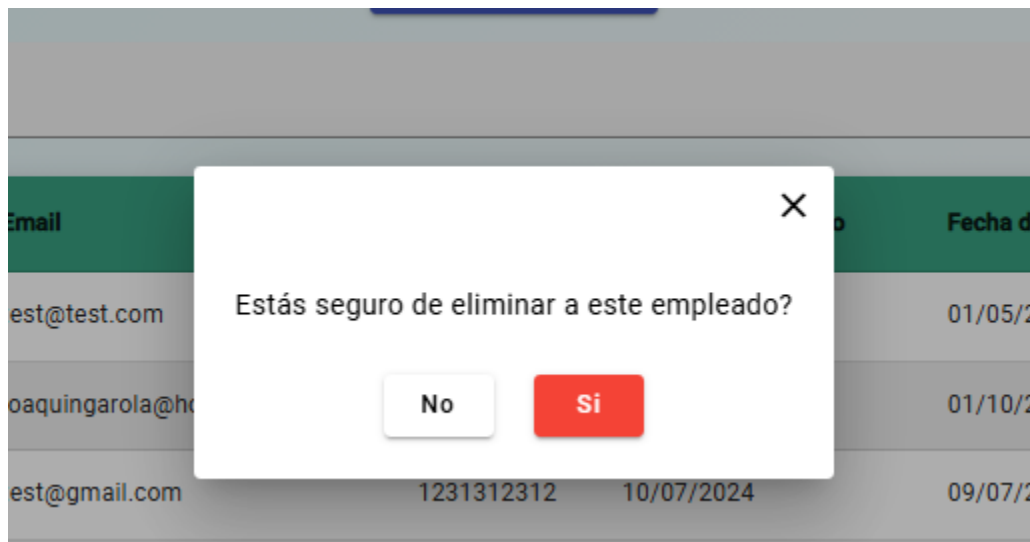 Email
o
Fecha d
est@test.com
01/05/2
Estás seguro de eliminar a este empleado?
oaquingarola@ho
01/10/2
No
Si
est@gmail.com
1231312312
10/07/2024
09/07/2